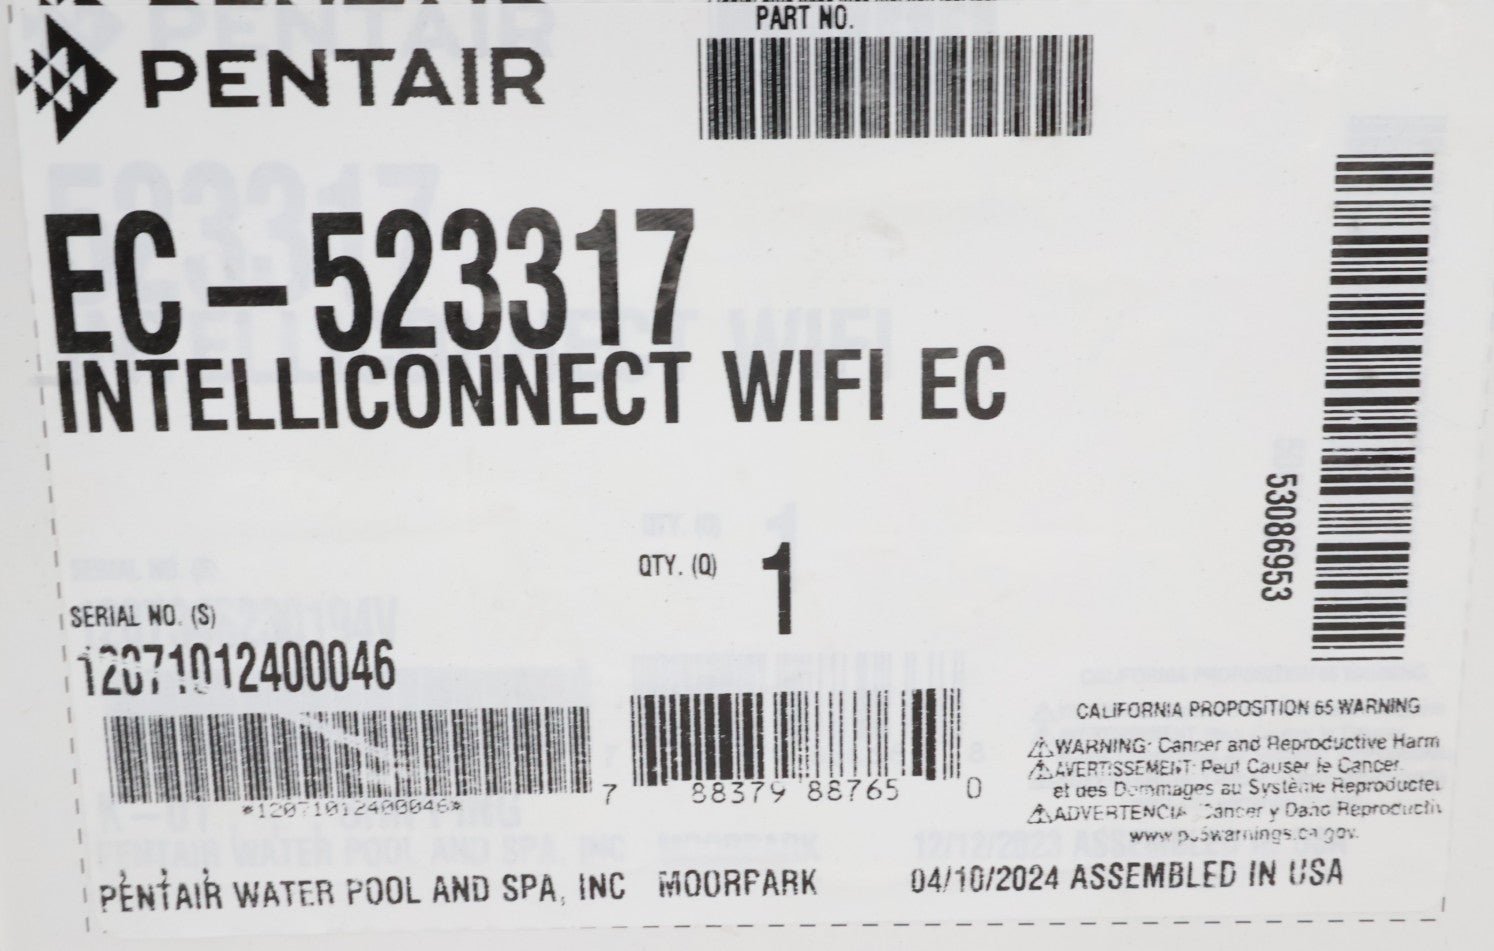 PART NO.
PENTAIR
EC-523317
INTELLICONNECT WIFI EC
53086953
QTY. (Q) 1
SERIAL NO. (S)
12071012400046
*12071012400046*
7 88379 88765 0
CALIFORNIA PROPOSITION 65 WARNING
WARNING: Cancer and Reproductive Harm
AVERTISSEMENT: Peut Causer le Cancer
et des Dommages au Système Reproducteu
ADVERTENCIA Cancer y Dano Reproductiv
www.p65warnings.ca.gov.
PENTAIR WATER POOL AND SPA, INC MOORPARK 04/10/2024 ASSEMBLED IN USA